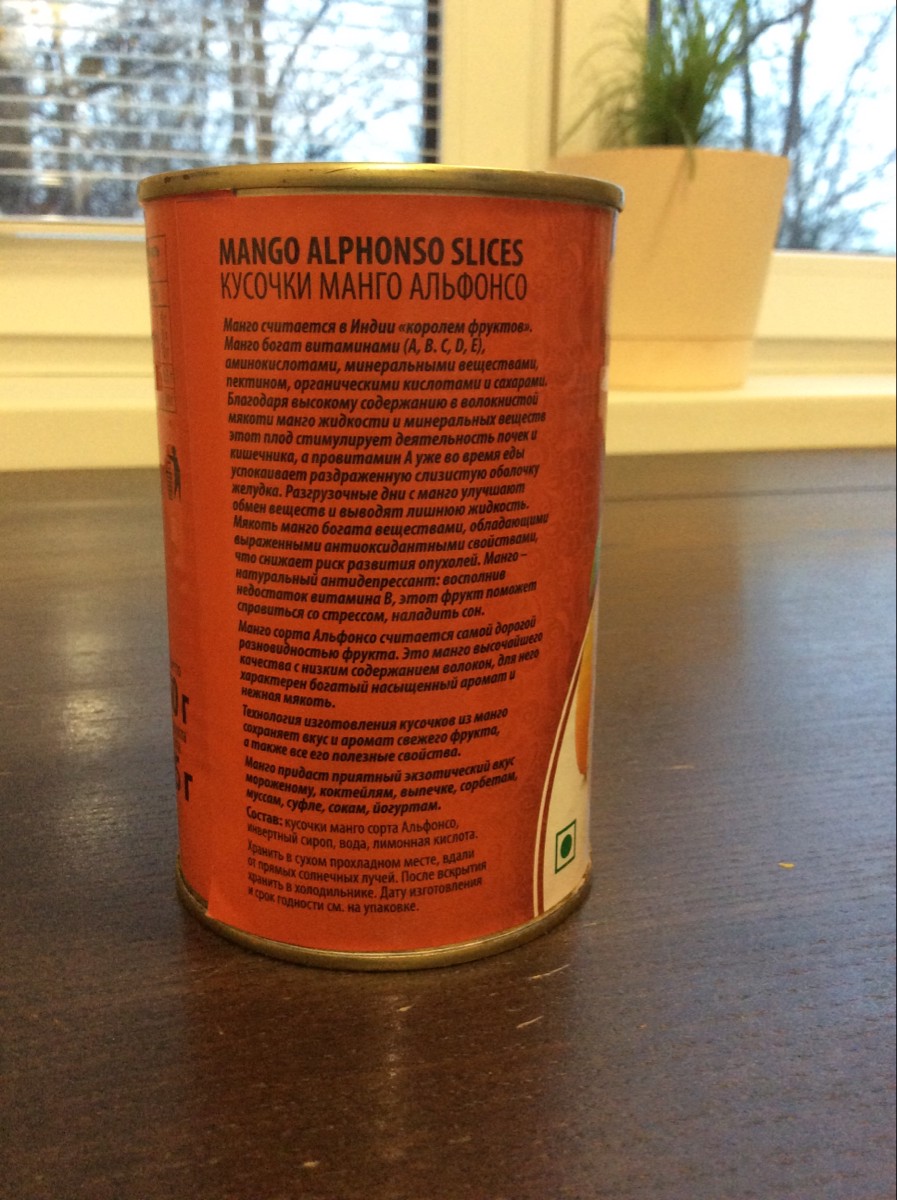 MANGO ALPHONSO SLICES
КУСОЧКИ МАНГО АЛЬФОНСО
Манго считается в Индии «королем фруктов».
Манго богат витаминами (A, B. C, D, E),
аминокислотами, минеральными веществами,
пектином, органическими кислотами и сахарами.
Благодаря высокому содержанию в волокнистой
мякоти манго жидкости и минеральных веществ
этот плод стимулирует деятельность почек и
кишечника, а провитамин А уже во время еды
успокаивает раздраженную слизистую оболочку
желудка. Разгрузочные дни с манго улучшают
обмен веществ и выводят лишнюю жидкость.
Мякоть манго богата веществами, обладающими
выраженными антиоксидантными свойствами,
что снижает риск развития опухолей. Манго –
натуральный антидепрессант: восполнив
недостаток витамина В, этот фрукт поможет
справиться со стрессом, наладить сон.
Манго сорта Альфонсо считается самой дорогой
разновидностью фрукта. Это манго высочайшего
качества с низким содержанием волокон, для него
характерен богатый насыщенный аромат и
нежная мякоть.
Технология изготовления кусочков из манго
сохраняет вкус и аромат свежего фрукта,
а также все его полезные свойства.
Манго придаст приятный экзотический вкус
мороженому, коктейлям, выпечке, сорбетам,
муссам, суфле, сокам, йогуртам.
Состав: кусочки манго сорта Альфонсо,
инвертный сироп, вода, лимонная кислота.
Хранить в сухом прохладном месте, вдали
от прямых солнечных лучей. После вскрытия
хранить в холодильнике. Дату изготовления
и срок годности см. на упаковке.